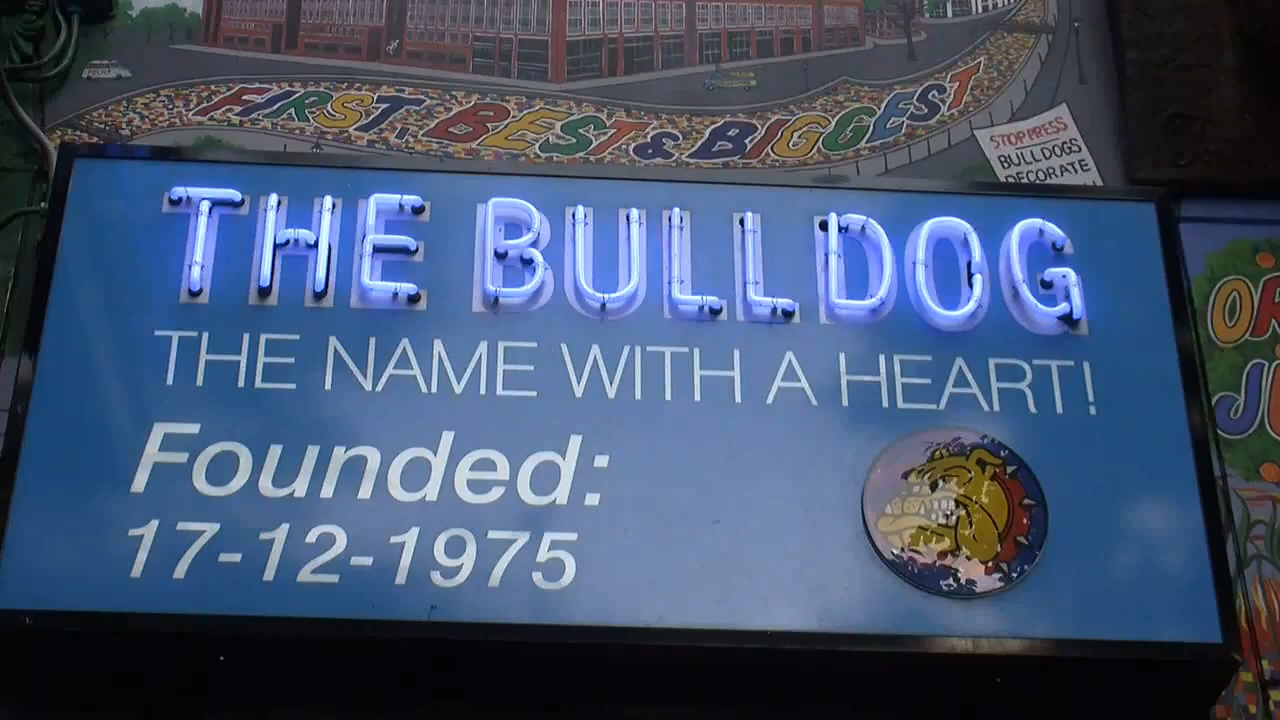 FIRST, BEST & BIGGEST
STOP PRESS
BULLDOGS
DECORATE
THE BULLDOG
THE NAME WITH A HEART!
Founded:
17-12-1975